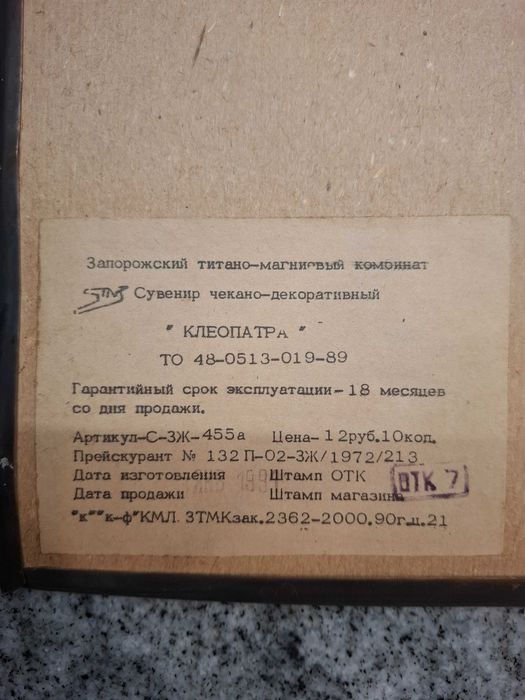 Запорожский титано-магниевый комбинат
Сувенир чекано-декоративный
"КЛЕОПАТРА"
ТО 48-0513-019-89
Гарантийный срок эксплуатации-18 месяцев
со дня продажи.
Артикул-С-ЗЖ-455а Цена-12руб.10коп.
Прейскурант № 132П-02-ЗЖ/1972/213
Дата изготовления Штамп ОТК
Дата продажи Штамп магазина
ОТК 7
"к""к-ф"КМЛ. ЗТМКзак.2362-2000.90г.ц.21